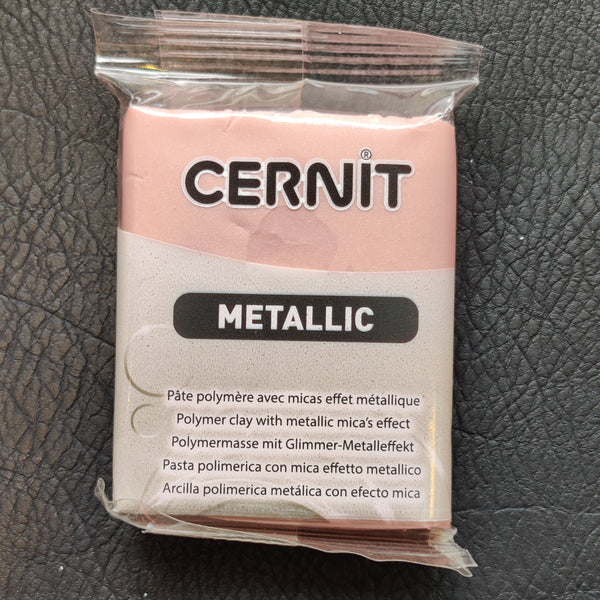 CERNiT®
METALLIC
Pâte polymère avec micas effet métallique
Polymer clay with metallic mica's effect
Polymermasse mit Glimmer-Metalleffekt
Pasta polimerica con mica effetto metallico
Arcilla polimerica metálica con efecto mica